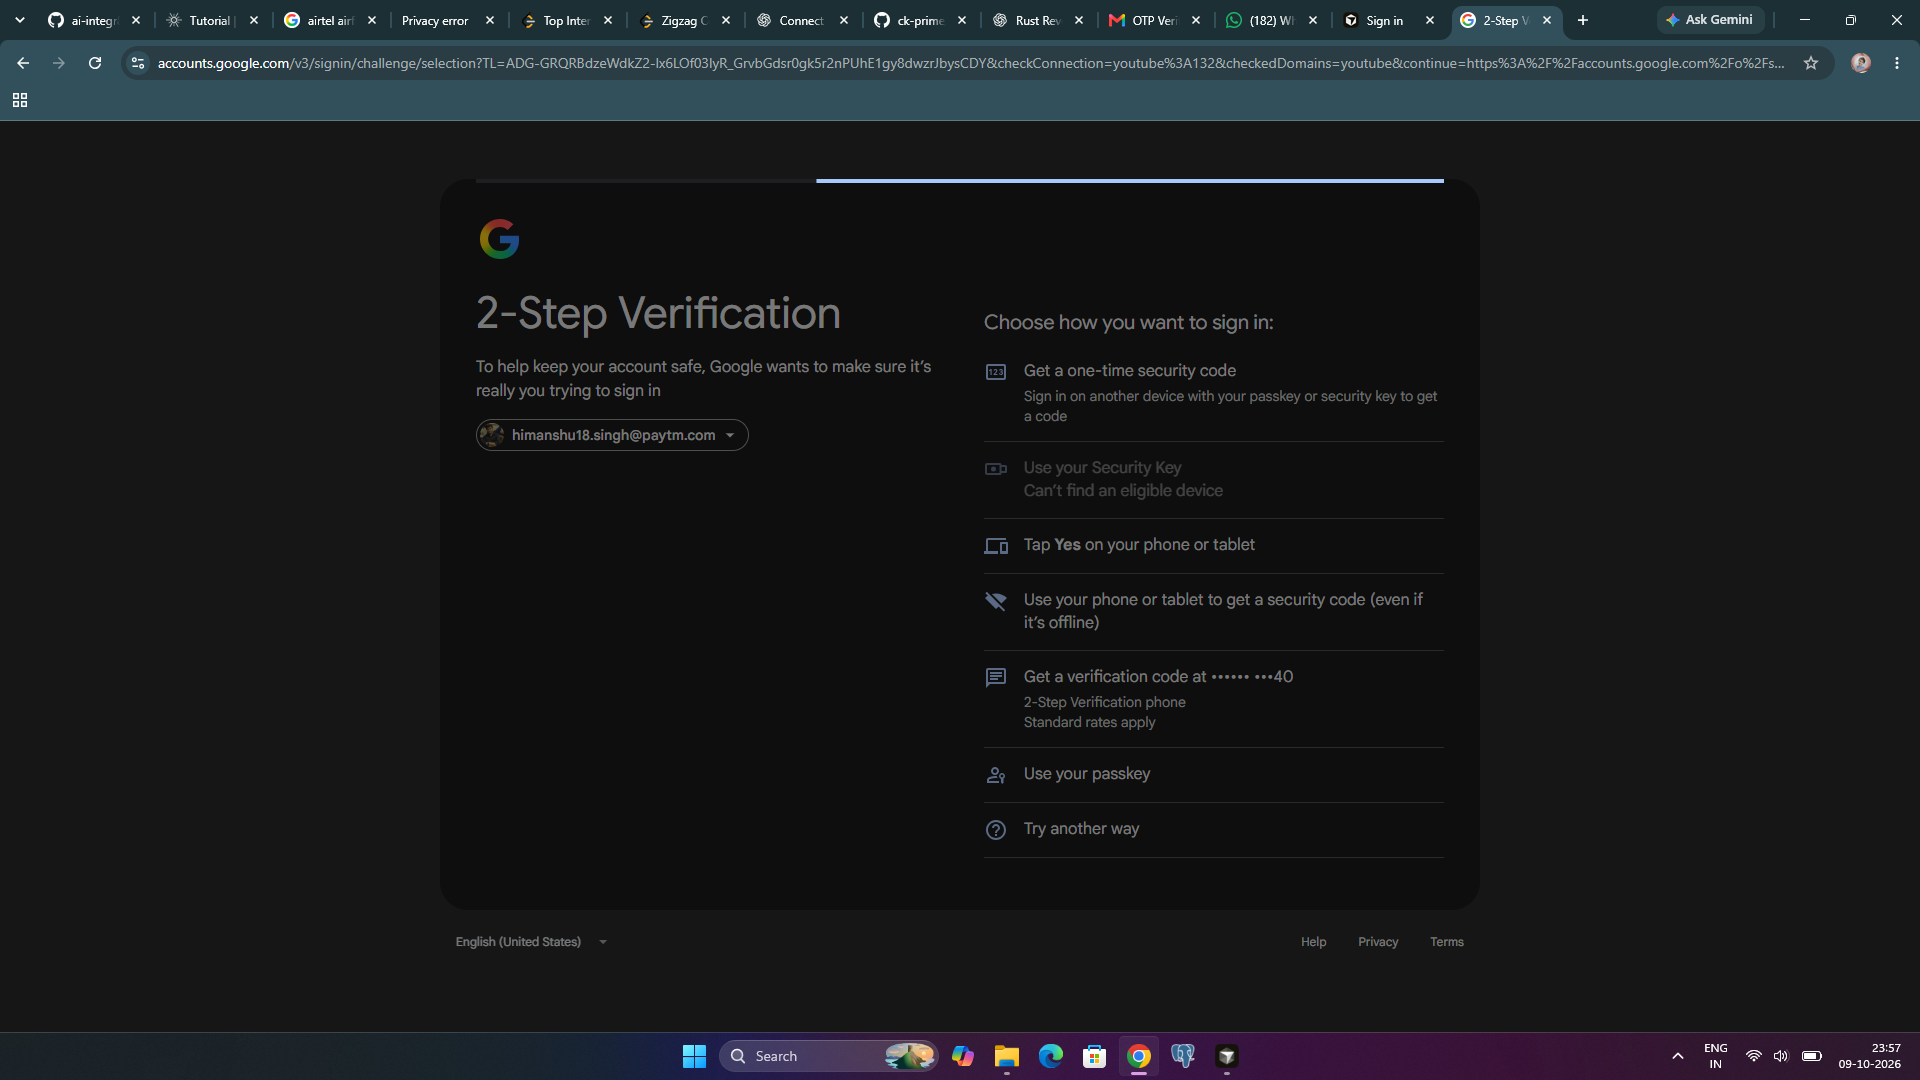 ai-integr
Tutorial
airtel airf
Privacy error
Top Inter
Zigzag C
Connect
ck-prime
Rust Rev
OTP Veri
(182) Wh
Sign in
2-Step V
Ask Gemini
accounts.google.com/v3/signin/challenge/selection?TL=ADG-GRQRBdzeWdkZ2-Ix6LOf03IyR_GrvbGdsr0gk5r2nPUhE1gy8dwzrJbysCDY&checkConnection=youtube%3A132&checkedDomains=youtube&continue=https%3A%2F%2Faccounts.google.com%2Fo%2Fs...
2-Step Verification
To help keep your account safe, Google wants to make sure it's
really you trying to sign in
himanshu18.singh@paytm.com
Choose how you want to sign in:
123
Get a one-time security code
Sign in on another device with your passkey or security key to get
a code
Use your Security Key
Can't find an eligible device
Tap Yes on your phone or tablet
Use your phone or tablet to get a security code (even if
it's offline)
Get a verification code at •••••• •••40
2-Step Verification phone
Standard rates apply
Use your passkey
Try another way
English (United States)
Help
Privacy
Terms
Search
ENG
IN
23:57
09-10-2026